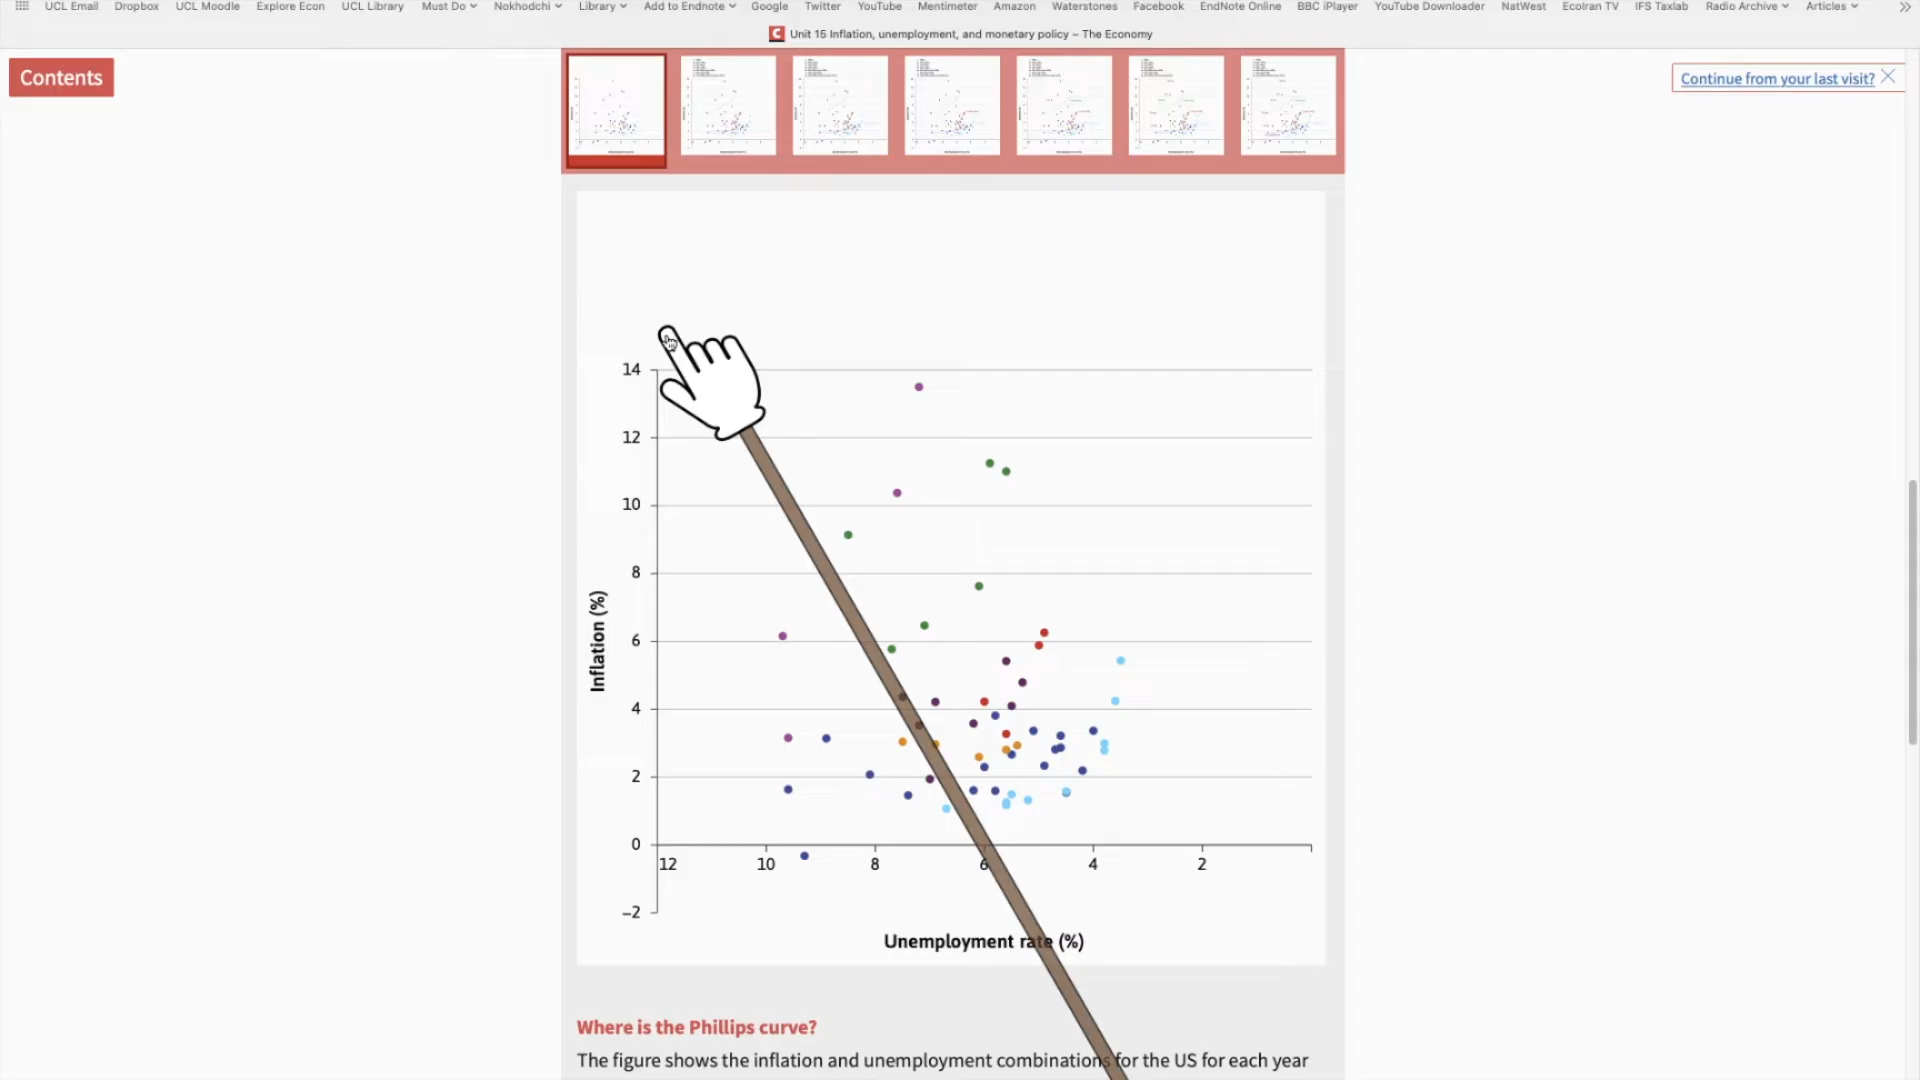 UCL Email Dropbox UCL Moodle Explore Econ UCL Library Must Do Nokhodchi Library Add to Endnote Google Twitter YouTube Mentimeter Amazon Waterstones Facebook EndNote Online BBC iPlayer YouTube Downloader NatWest EcoIran TV IFS Taxlab Radio Archive Articles
C Unit 15 Inflation, unemployment, and monetary policy – The Economy
Contents
Continue from your last visit?
14
12
10
8
6
4
2
0
−2
Inflation (%)
12 10 8 6 4 2
Unemployment rate (%)
Where is the Phillips curve?
The figure shows the inflation and unemployment combinations for the US for each year